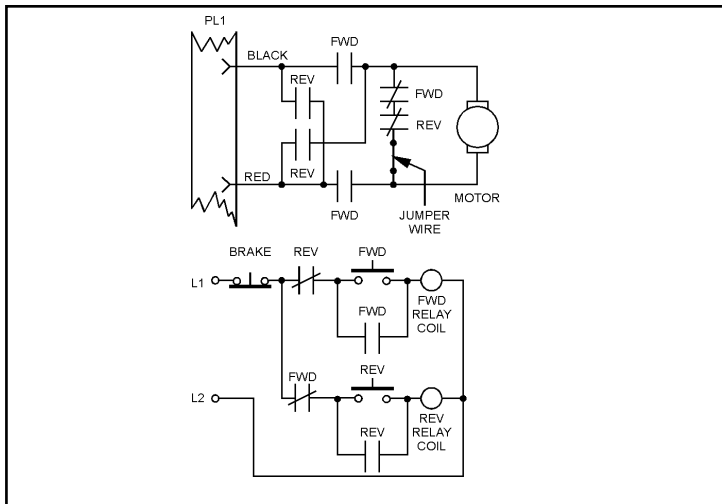 PL1
BLACK
FWD
REV
FWD
REV
RED
REV
FWD
JUMPER
WIRE
MOTOR
BRAKE
REV
FWD
L1
FWD
RELAY
COIL
FWD
FWD
REV
L2
REV
RELAY
COIL
REV